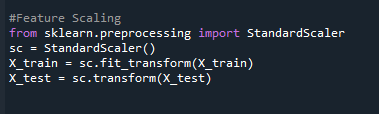 #Feature Scaling
from sklearn.preprocessing import StandardScaler
sc = StandardScaler()
X_train = sc.fit_transform(X_train)
X_test = sc.transform(X_test)